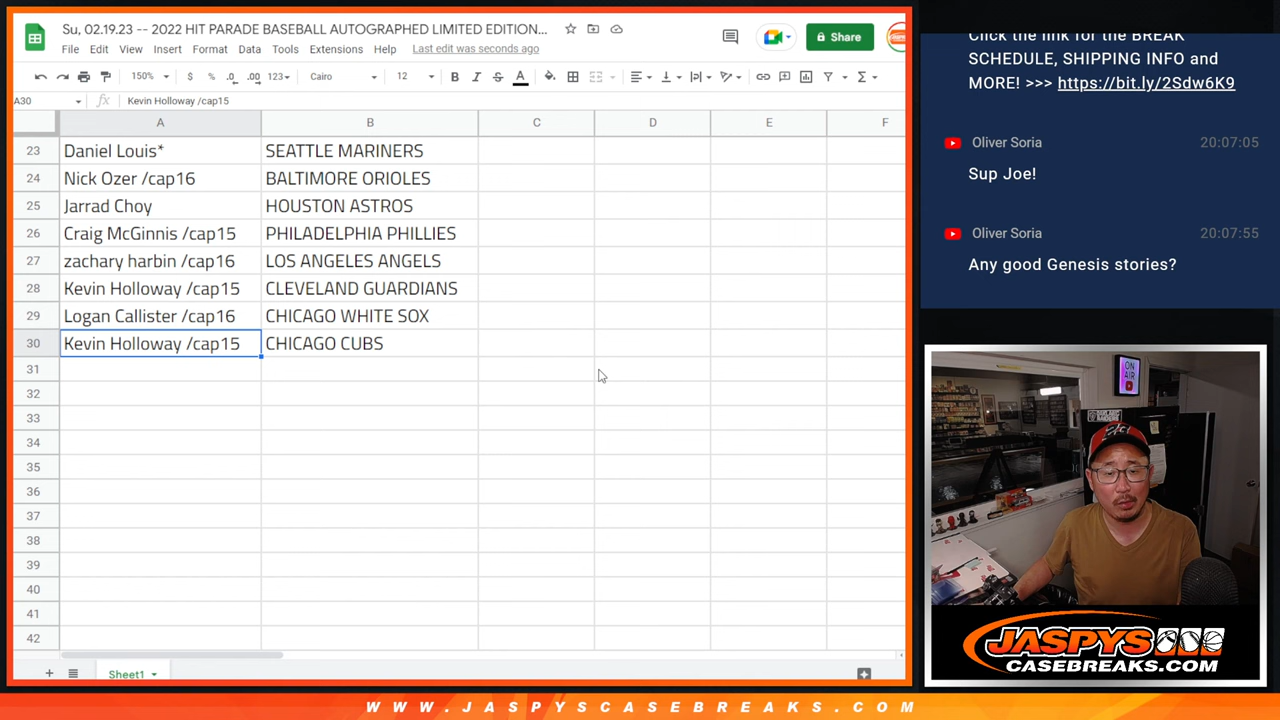 Su, 02.19.23 -- 2022 HIT PARADE BASEBALL AUTOGRAPHED LIMITED EDITION...
File Edit View Insert Format Data Tools Extensions Help Last edit was seconds ago
Share
150% $ % .0 .00 123 Cairo 12 B I S A
A30 fx Kevin Holloway /cap15
A B C D E F
23 Daniel Louis* SEATTLE MARINERS
24 Nick Ozer /cap16 BALTIMORE ORIOLES
25 Jarrad Choy HOUSTON ASTROS
26 Craig McGinnis /cap15 PHILADELPHIA PHILLIES
27 zachary harbin /cap16 LOS ANGELES ANGELS
28 Kevin Holloway /cap15 CLEVELAND GUARDIANS
29 Logan Callister /cap16 CHICAGO WHITE SOX
30 Kevin Holloway /cap15 CHICAGO CUBS
31
32
33
34
35
36
37
38
39
40
41
42
Sheet1
Click the link for the BREAK
SCHEDULE, SHIPPING INFO and
MORE! >>> https://bit.ly/2Sdw6K9
Oliver Soria 20:07:05
Sup Joe!
Oliver Soria 20:07:55
Any good Genesis stories?
ON
AIR
JASPYS
CASEBREAKS.COM
WWW.JASPYSCASEBREAKS.COM